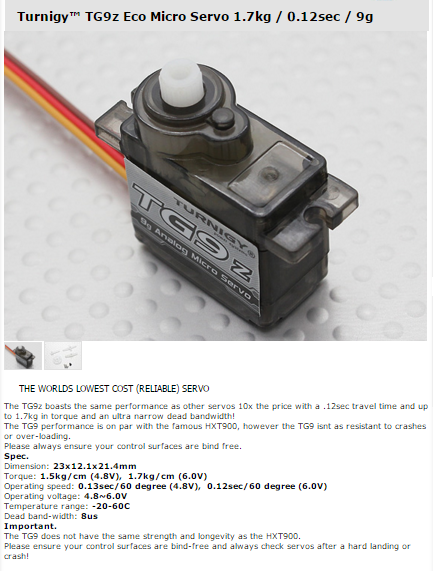 Turnigy™ TG9z Eco Micro Servo 1.7kg / 0.12sec / 9g
TURNIGY®
TG9z
9g Analog Micro Servo
THE WORLDS LOWEST COST (RELIABLE) SERVO
The TG9z boasts the same performance as other servos 10x the price with a .12sec travel time and up
to 1.7kg in torque and an ultra narrow dead bandwidth!
The TG9 performance is on par with the famous HXT900, however the TG9 isnt as resistant to crashes
or over-loading.
Please always ensure your control surfaces are bind free.
Spec.
Dimension: 23x12.1x21.4mm
Torque: 1.5kg/cm (4.8V), 1.7kg/cm (6.0V)
Operating speed: 0.13sec/60 degree (4.8V), 0.12sec/60 degree (6.0V)
Operating voltage: 4.8~6.0V
Temperature range: -20-60C
Dead band-width: 8us
Important.
The TG9 does not have the same strength and longevity as the HXT900.
Please ensure your control surfaces are bind-free and always check servos after a hard landing or
crash!